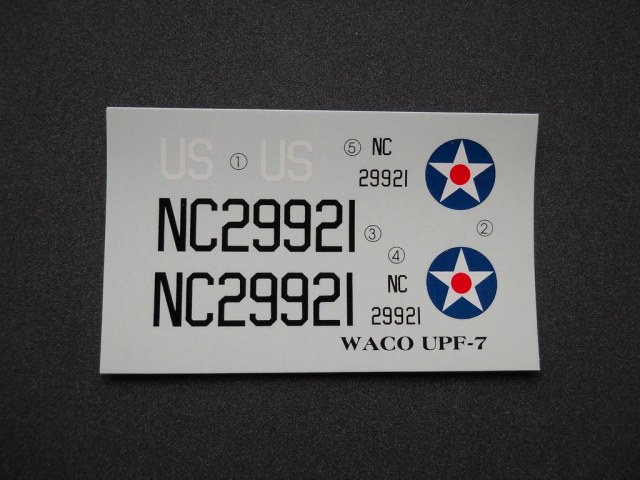 US ① US
⑤ NC
29921
NC29921 ③
②
④
NC
NC29921
29921
WACO UPF-7